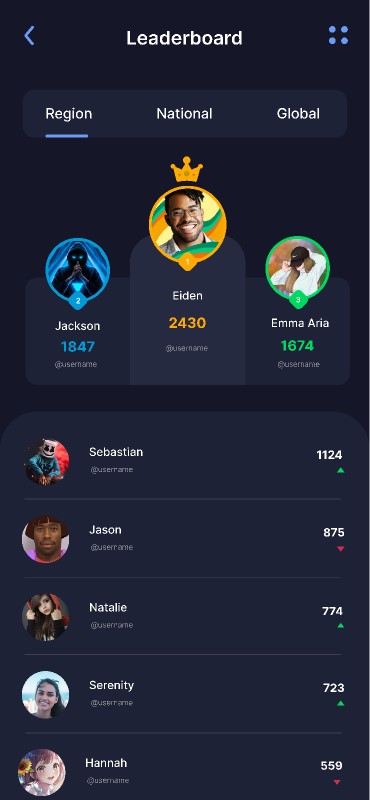 Leaderboard
Region National Global
1
Eiden
2430
@username
2
Jackson
1847
@username
3
Emma Aria
1674
@username
Sebastian 1124
@username
Jason 875
@username
Natalie 774
@username
Serenity 723
@username
Hannah 559
@username